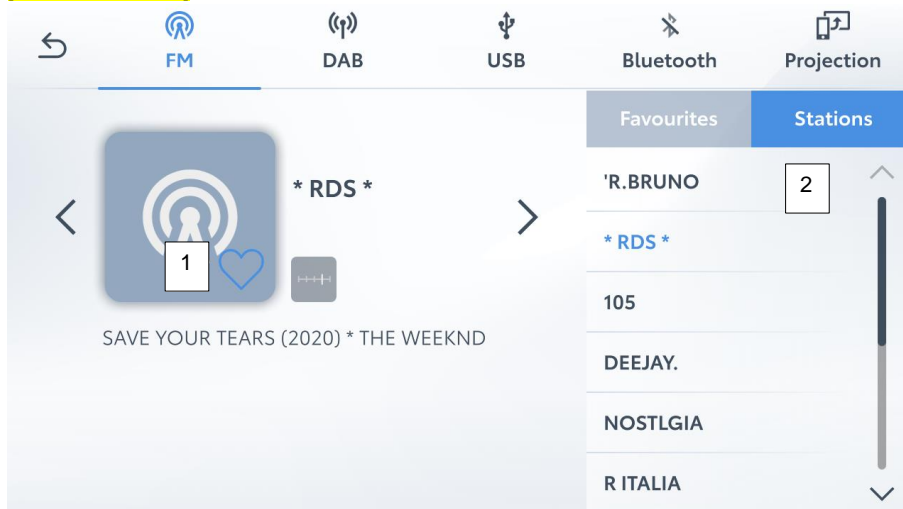 FM
DAB
USB
Bluetooth
Projection
Favourites
Stations
* RDS *
1
SAVE YOUR TEARS (2020) * THE WEEKND
'R.BRUNO
2
* RDS *
105
DEEJAY.
NOSTLGIA
R ITALIA